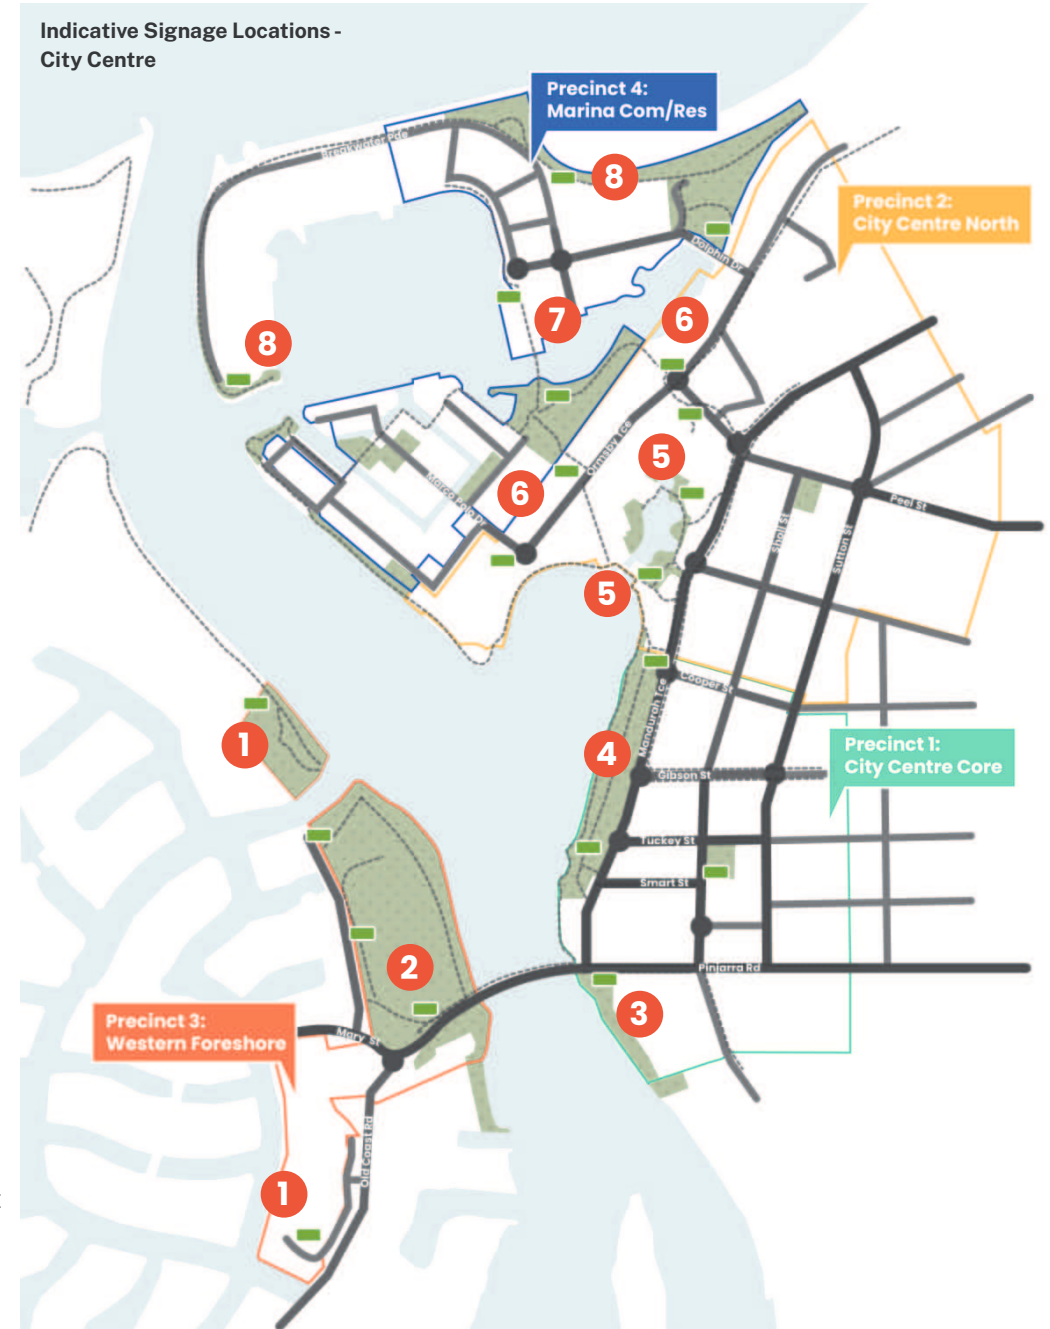 Indicative Signage Locations -
City Centre
Precinct 4:
Marina Com/Res
Breakwater Pde
8
Precinct 2:
City Centre North
Dolphin Dr
7
6
8
Ormsby Tce
5
6
Marco Polo Dr
Peel St
Sholl St
Sutton St
5
Cooper St
Mandurah Tce
1
4
Precinct 1:
City Centre Core
Gibson St
Tuckey St
Smart St
2
Pinjarra Rd
3
Precinct 3:
Western Foreshore
Mary St
Old Coast Rd
1